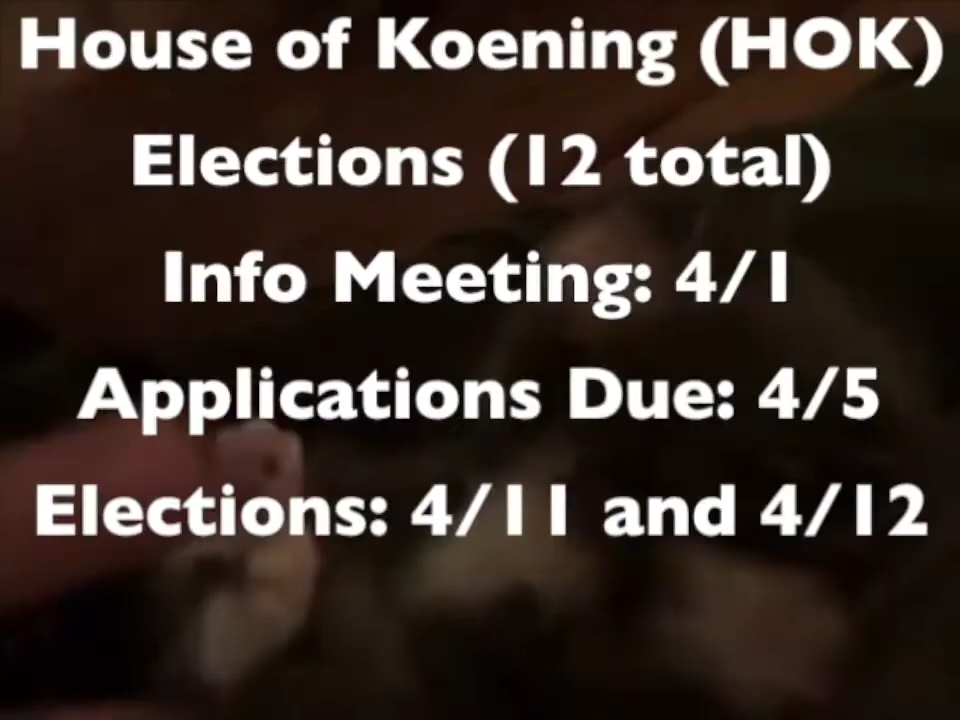 House of Koening (HOK)
Elections (12 total)
Info Meeting: 4/1
Applications Due: 4/5
Elections: 4/11 and 4/12